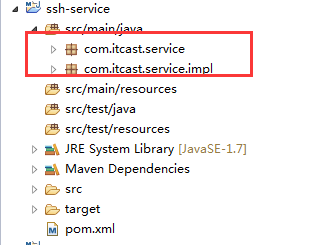 ssh-service
src/main/java
com.itcast.service
com.itcast.service.impl
src/main/resources
src/test/java
src/test/resources
JRE System Library [JavaSE-1.7]
Maven Dependencies
src
target
pom.xml